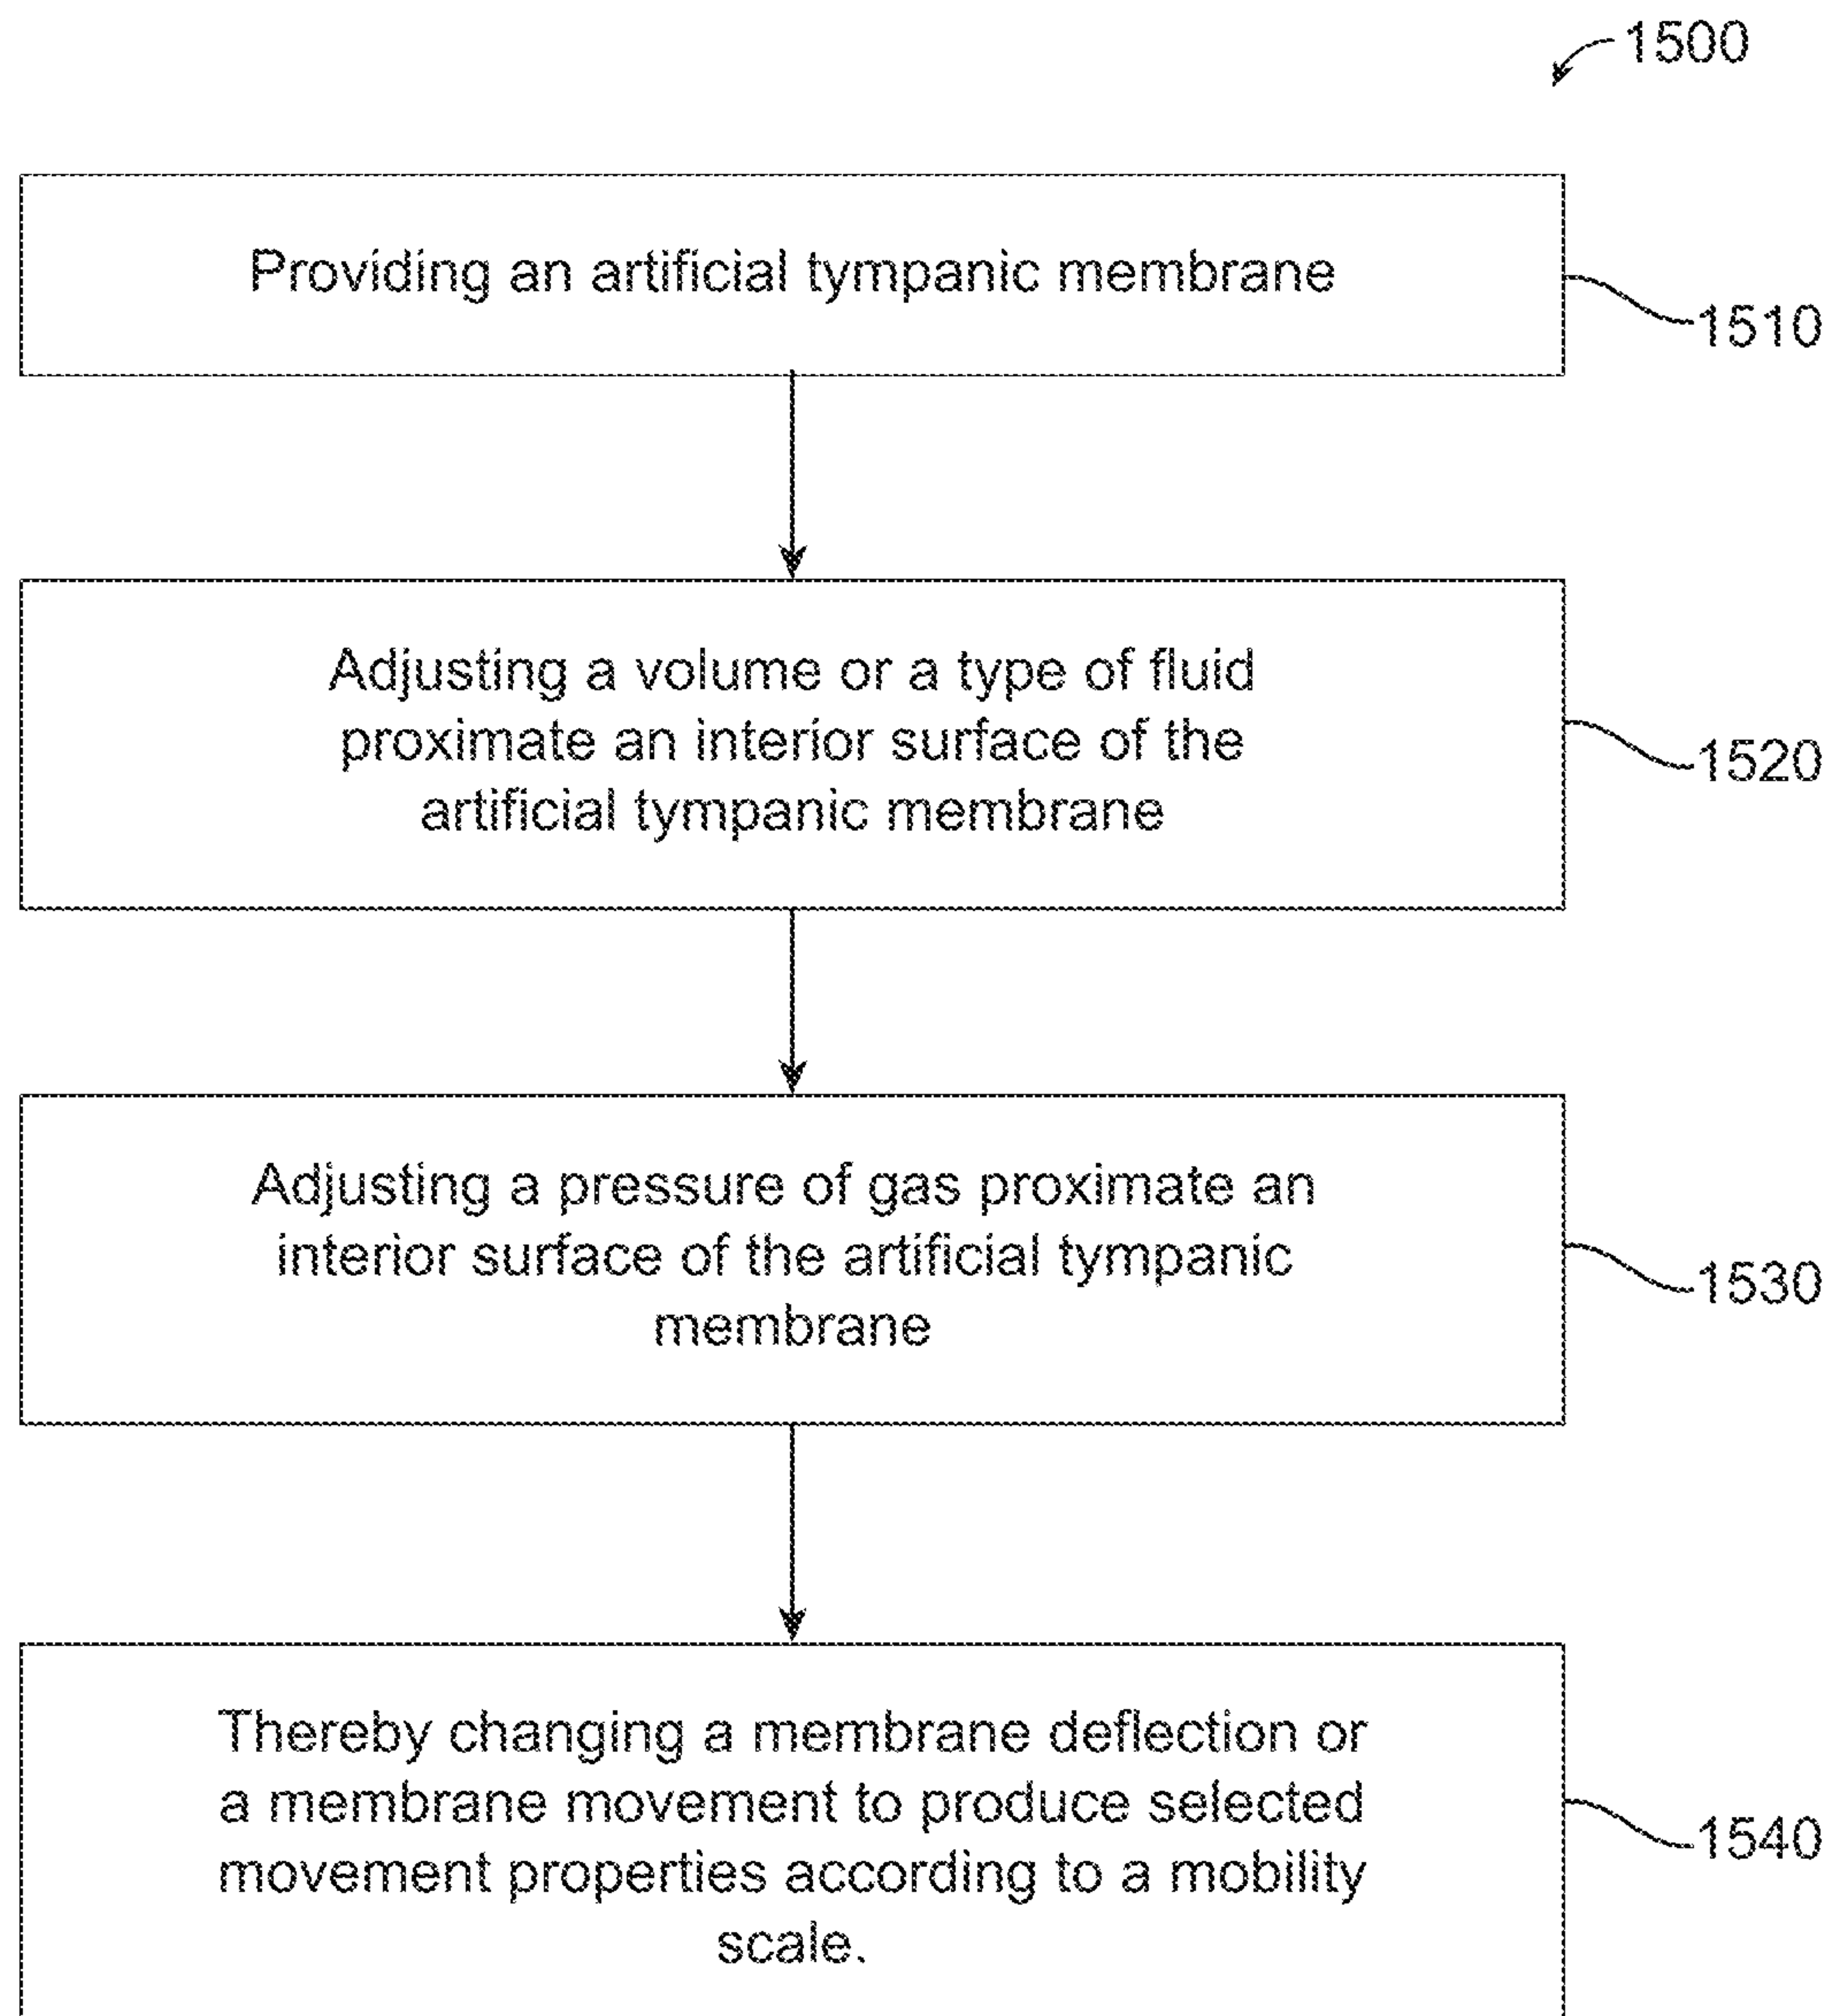 1500
Providing an artificial tympanic membrane
1510
Adjusting a volume or a type of fluid
proximate an interior surface of the
artificial tympanic membrane
1520
Adjusting a pressure of gas proximate an
interior surface of the artificial tympanic
membrane
1530
Thereby changing a membrane deflection or
a membrane movement to produce selected
movement properties according to a mobility
scale.
1540